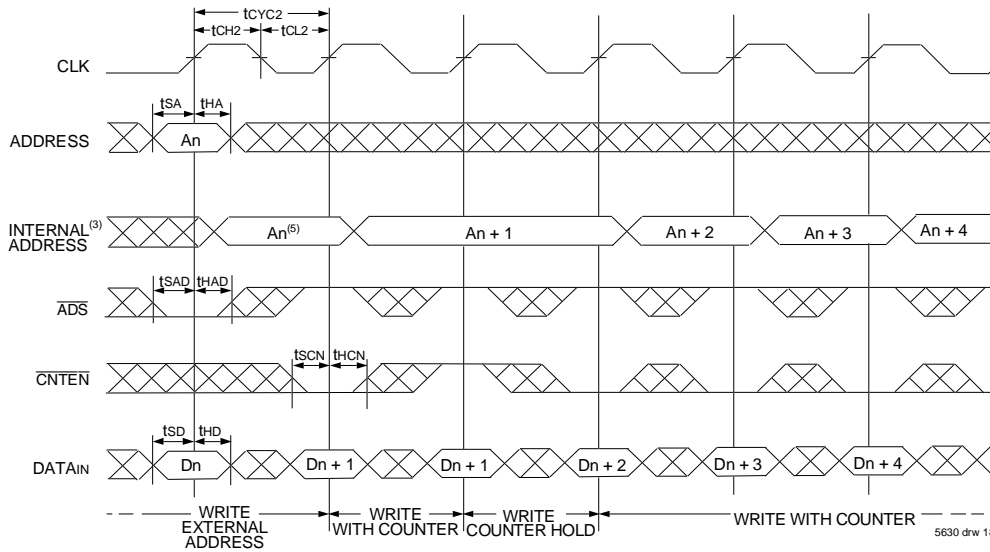 tCYC2
tCH2 tCL2
CLK
tSA tHA
ADDRESS An
INTERNAL(3)
ADDRESS An(5) An + 1 An + 2 An + 3 An + 4
tSAD tHAD
ADS
tSCN tHCN
CNTEN
tSD tHD
DATAIN Dn Dn + 1 Dn + 1 Dn + 2 Dn + 3 Dn + 4
WRITE
EXTERNAL
ADDRESS
WRITE
WITH COUNTER
WRITE
COUNTER HOLD
WRITE WITH COUNTER